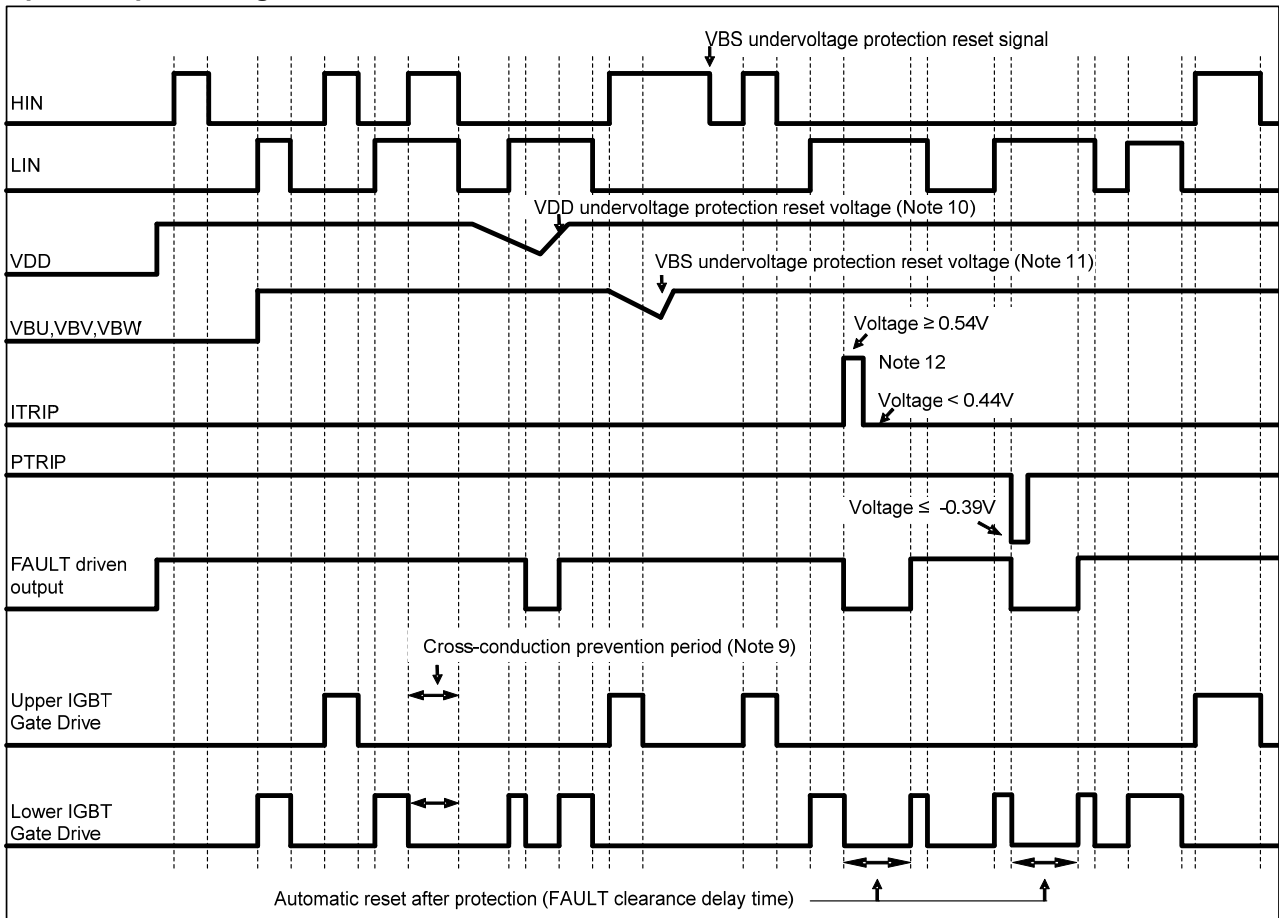 VBS undervoltage protection reset signal
HIN
LIN
VDD undervoltage protection reset voltage (Note 10)
VDD
VBS undervoltage protection reset voltage (Note 11)
VBU,VBV,VBW
Voltage ≥ 0.54V
Note 12
Voltage < 0.44V
ITRIP
PTRIP
Voltage ≤ -0.39V
FAULT driven
output
Cross-conduction prevention period (Note 9)
Upper IGBT
Gate Drive
Lower IGBT
Gate Drive
Automatic reset after protection (FAULT clearance delay time)